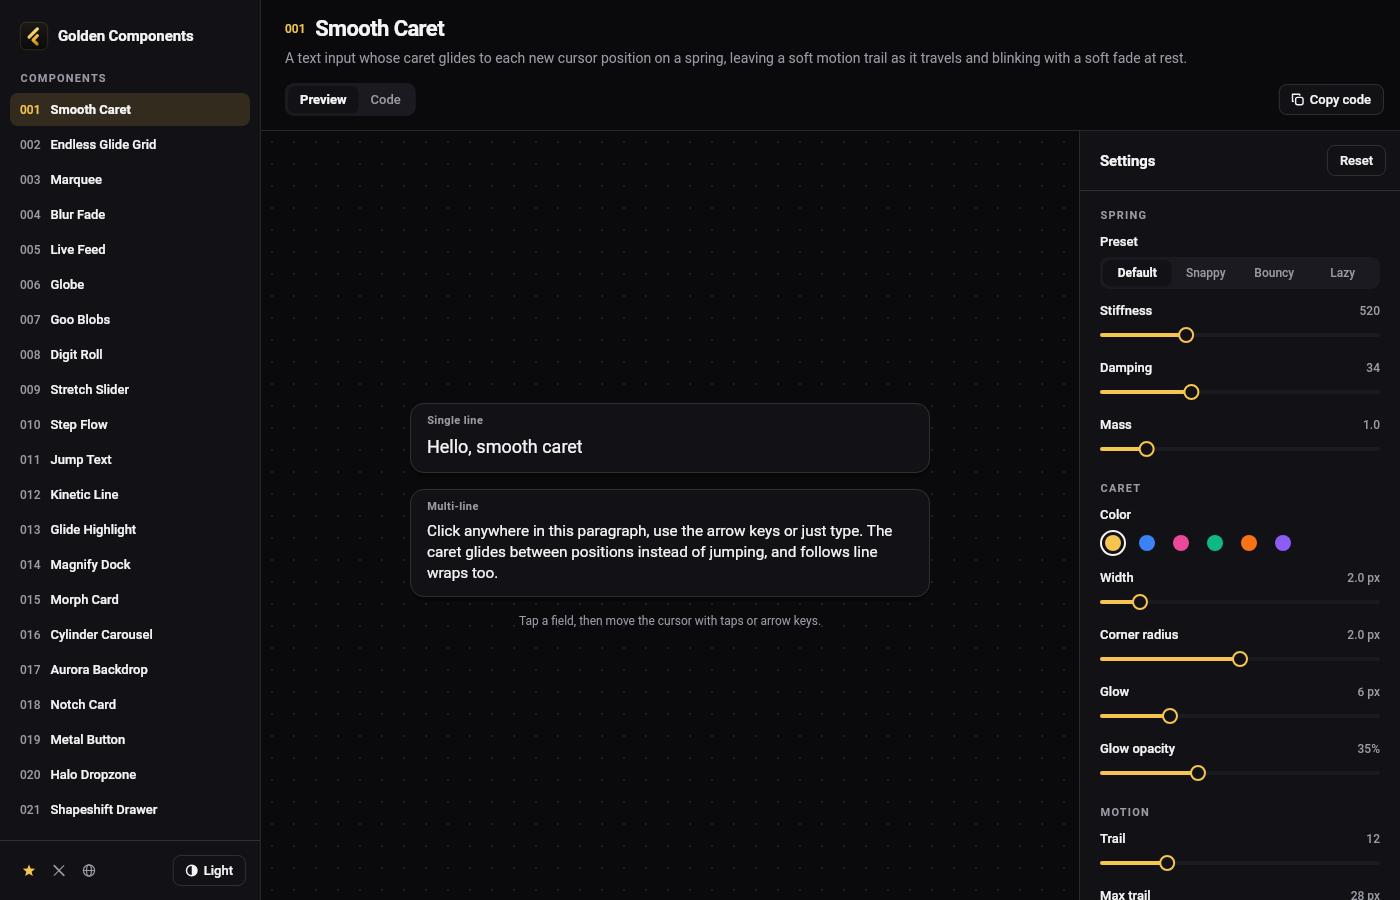 Golden Components
COMPONENTS
001 Smooth Caret
002 Endless Glide Grid
003 Marquee
004 Blur Fade
005 Live Feed
006 Globe
007 Goo Blobs
008 Digit Roll
009 Stretch Slider
010 Step Flow
011 Jump Text
012 Kinetic Line
013 Glide Highlight
014 Magnify Dock
015 Morph Card
016 Cylinder Carousel
017 Aurora Backdrop
018 Notch Card
019 Metal Button
020 Halo Dropzone
021 Shapeshift Drawer
Light
001 Smooth Caret
A text input whose caret glides to each new cursor position on a spring, leaving a soft motion trail as it travels and blinking with a soft fade at rest.
Preview Code
Copy code
Single line
Hello, smooth caret
Multi-line
Click anywhere in this paragraph, use the arrow keys or just type. The
caret glides between positions instead of jumping, and follows line
wraps too.
Tap a field, then move the cursor with taps or arrow keys.
Settings
Reset
SPRING
Preset
Default Snappy Bouncy Lazy
Stiffness 520
Damping 34
Mass 1.0
CARET
Color
Width 2.0 px
Corner radius 2.0 px
Glow 6 px
Glow opacity 35%
MOTION
Trail 12
Max trail 28 px